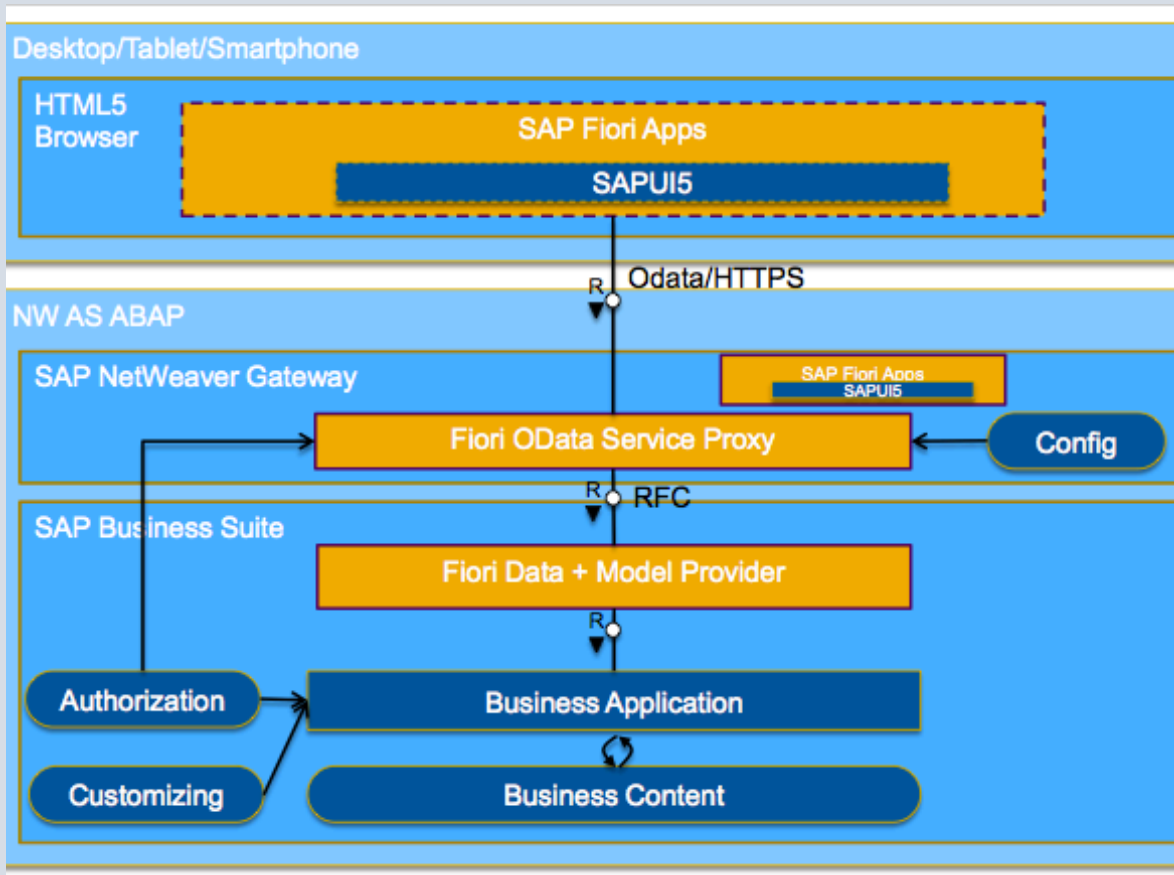 Desktop/Tablet/Smartphone
HTML5
Browser
SAP Fiori Apps
SAPUI5
Odata/HTTPS
R
NW AS ABAP
SAP NetWeaver Gateway
SAP Fiori Apps
SAPUI5
Fiori OData Service Proxy
Config
R
RFC
SAP Business Suite
Fiori Data + Model Provider
R
Authorization
Business Application
Customizing
Business Content